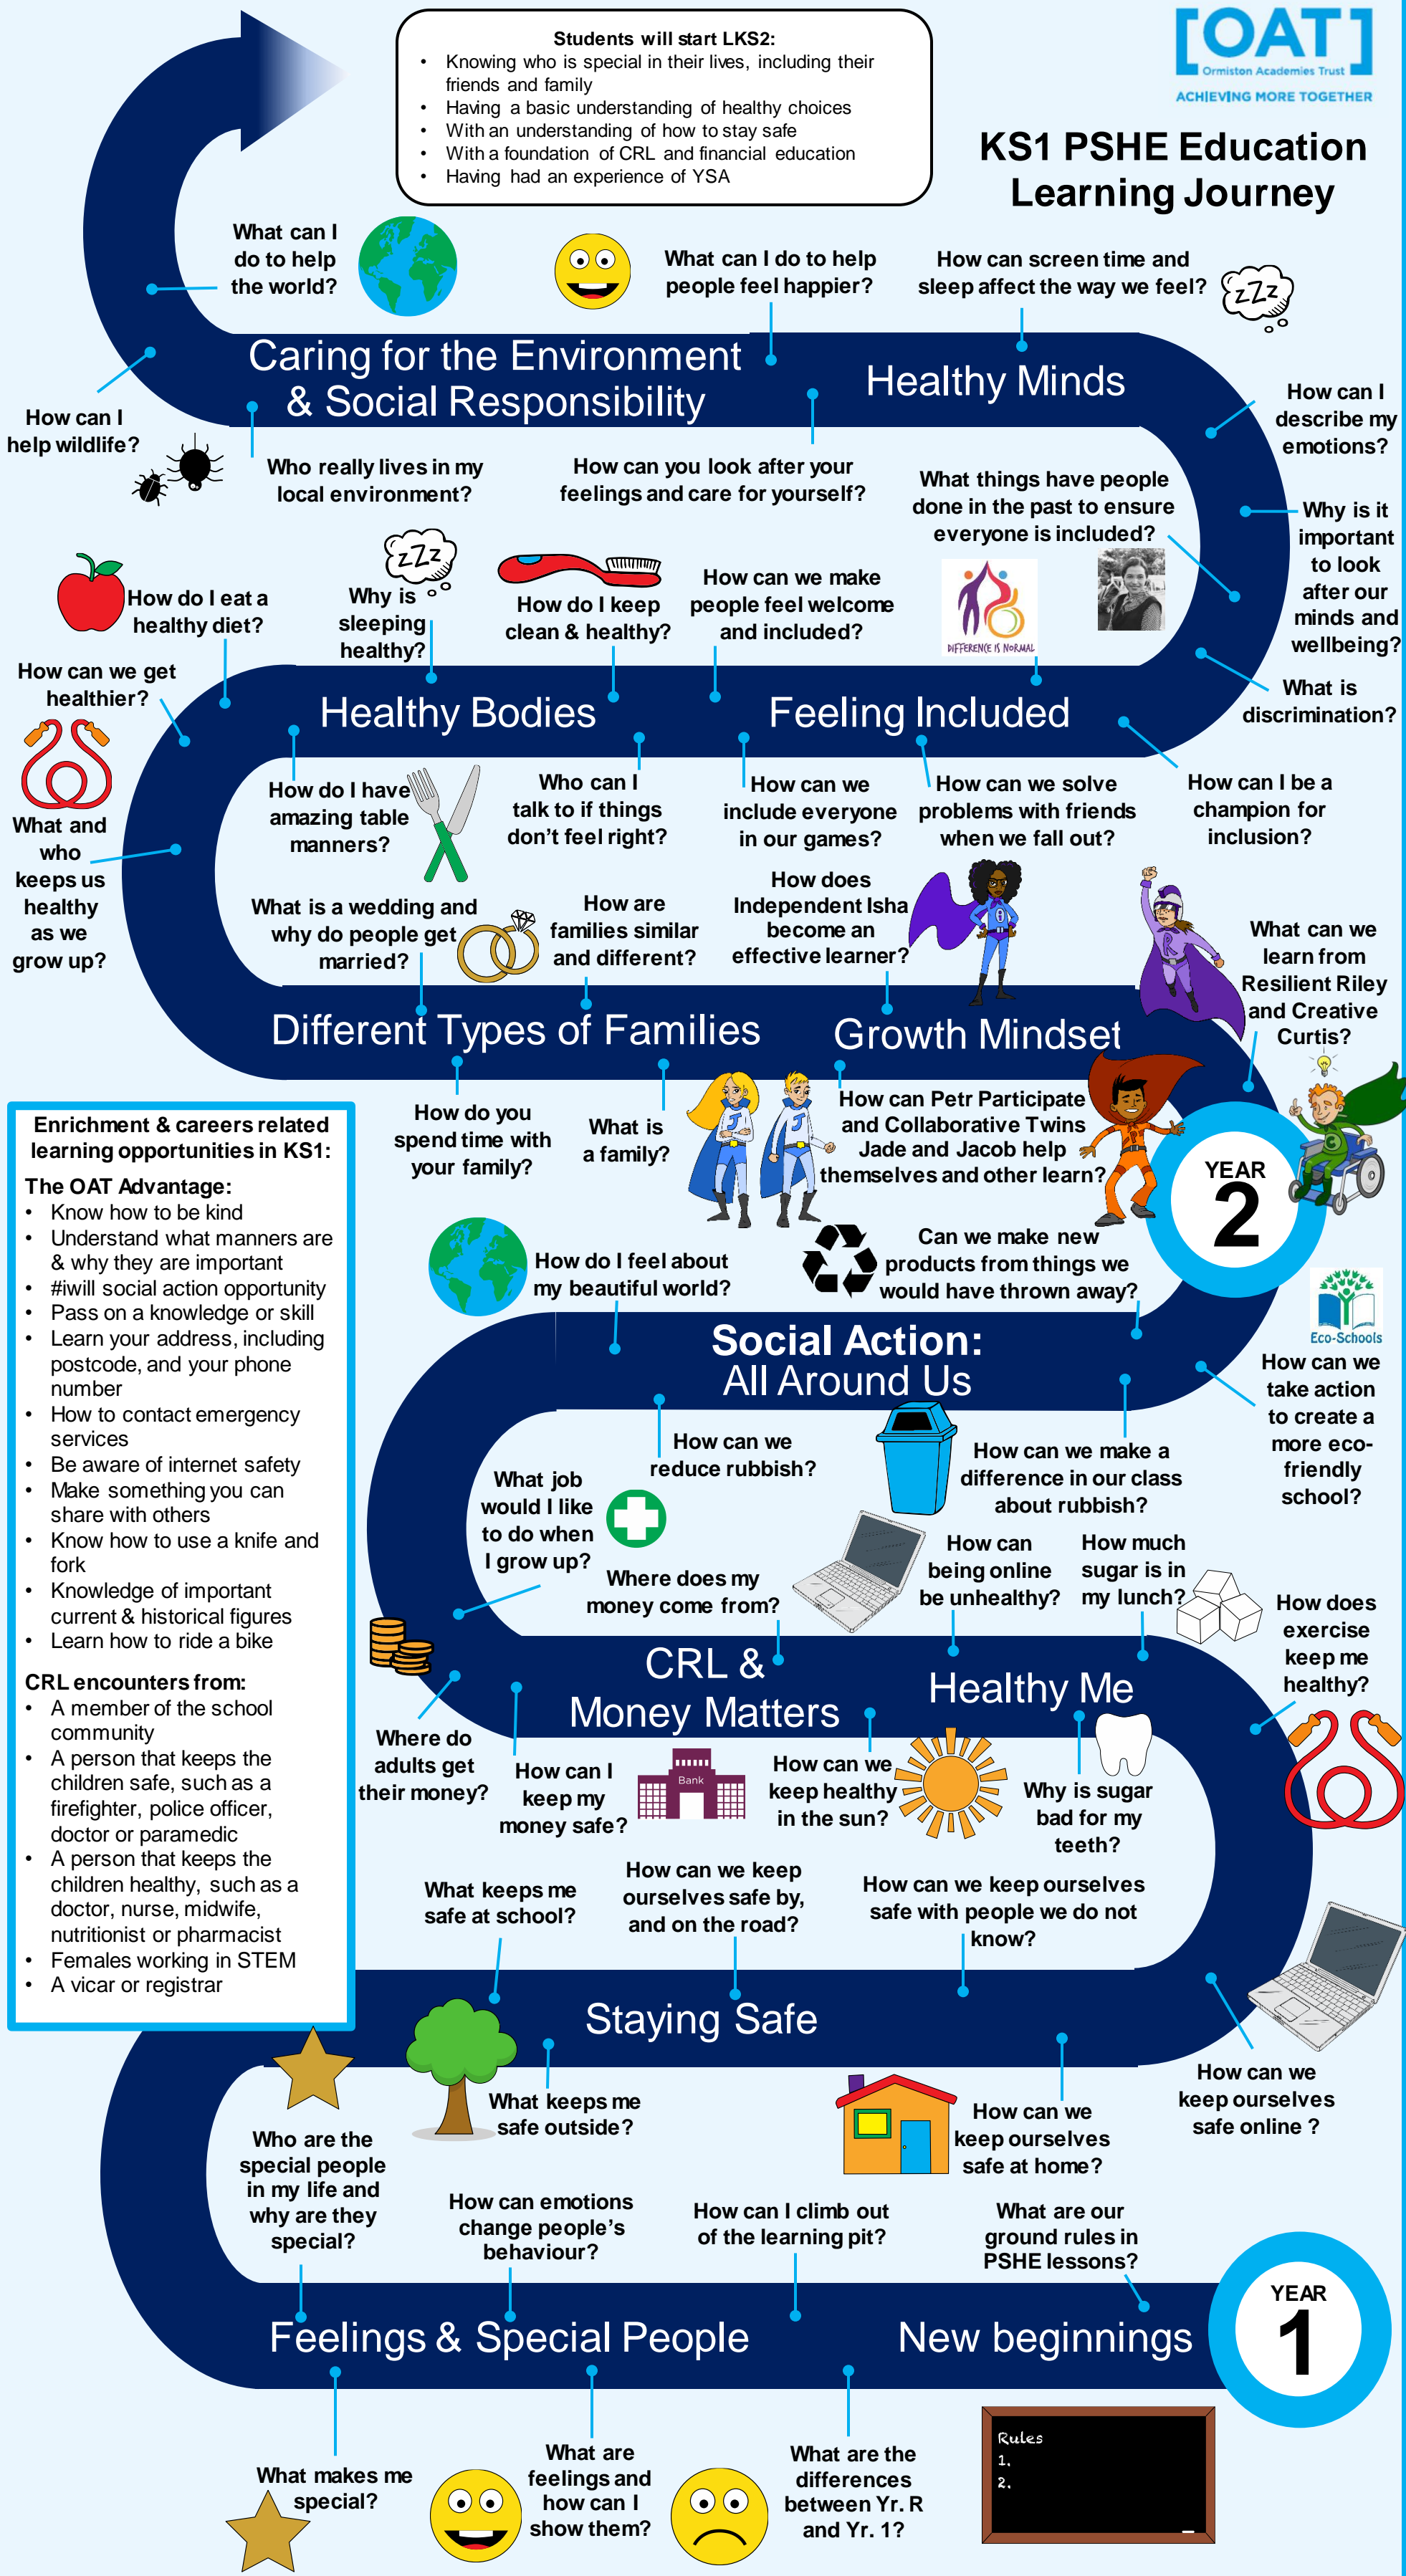 Students will start LKS2:
• Knowing who is special in their lives, including their
friends and family
• Having a basic understanding of healthy choices
• With an understanding of how to stay safe
• With a foundation of CRL and financial education
• Having had an experience of YSA
[OAT]
Ormiston Academies Trust
ACHIEVING MORE TOGETHER
KS1 PSHE Education
Learning Journey
What can I
do to help
the world?
What can I do to help
people feel happier?
How can screen time and
sleep affect the way we feel?
zZz
Caring for the Environment
& Social Responsibility
Healthy Minds
How can I
help wildlife?
Who really lives in my
local environment?
How can you look after your
feelings and care for yourself?
How can I
describe my
emotions?
What things have people
done in the past to ensure
everyone is included?
Why is it
important
to look
after our
minds and
wellbeing?
What is
discrimination?
How do I eat a
healthy diet?
zZz
Why is
sleeping
healthy?
How do I keep
clean & healthy?
How can we make
people feel welcome
and included?
DIFFERENCE IS NORMAL
How can we get
healthier?
Healthy Bodies
Feeling Included
What and
who
keeps us
healthy
as we
grow up?
How do I have
amazing table
manners?
Who can I
talk to if things
don't feel right?
How can we
include everyone
in our games?
How can we solve
problems with friends
when we fall out?
How can I be a
champion for
inclusion?
What is a wedding and
why do people get
married?
How are
families similar
and different?
How does
Independent Isha
become an
effective learner?
What can we
learn from
Resilient Riley
and Creative
Curtis?
Different Types of Families
Growth Mindset
How do you
spend time with
your family?
What is
a family?
How can Petr Participate
and Collaborative Twins
Jade and Jacob help
themselves and other learn?
YEAR
2
Enrichment & careers related
learning opportunities in KS1:
The OAT Advantage:
• Know how to be kind
• Understand what manners are
& why they are important
• #iwill social action opportunity
• Pass on a knowledge or skill
• Learn your address, including
postcode, and your phone
number
• How to contact emergency
services
• Be aware of internet safety
• Make something you can
share with others
• Know how to use a knife and
fork
• Knowledge of important
current & historical figures
• Learn how to ride a bike
CRL encounters from:
• A member of the school
community
• A person that keeps the
children safe, such as a
firefighter, police officer,
doctor or paramedic
• A person that keeps the
children healthy, such as a
doctor, nurse, midwife,
nutritionist or pharmacist
• Females working in STEM
• A vicar or registrar
How do I feel about
my beautiful world?
Can we make new
products from things we
would have thrown away?
Eco-Schools
Social Action:
All Around Us
How can we
take action
to create a
more eco-
friendly
school?
How can we
reduce rubbish?
How can we make a
difference in our class
about rubbish?
What job
would I like
to do when
I grow up?
Where does my
money come from?
How can
being online
be unhealthy?
How much
sugar is in
my lunch?
How does
exercise
keep me
healthy?
CRL &
Money Matters
Healthy Me
Where do
adults get
their money?
How can I
keep my
money safe?
Bank
How can we
keep healthy
in the sun?
Why is sugar
bad for my
teeth?
What keeps me
safe at school?
How can we keep
ourselves safe by,
and on the road?
How can we keep ourselves
safe with people we do not
know?
Staying Safe
What keeps me
safe outside?
How can we
keep ourselves
safe at home?
How can we
keep ourselves
safe online ?
Who are the
special people
in my life and
why are they
special?
How can emotions
change people's
behaviour?
How can I climb out
of the learning pit?
What are our
ground rules in
PSHE lessons?
Feelings & Special People
New beginnings
YEAR
1
What makes me
special?
What are
feelings and
how can I
show them?
What are the
differences
between Yr. R
and Yr. 1?
Rules
1.
2.